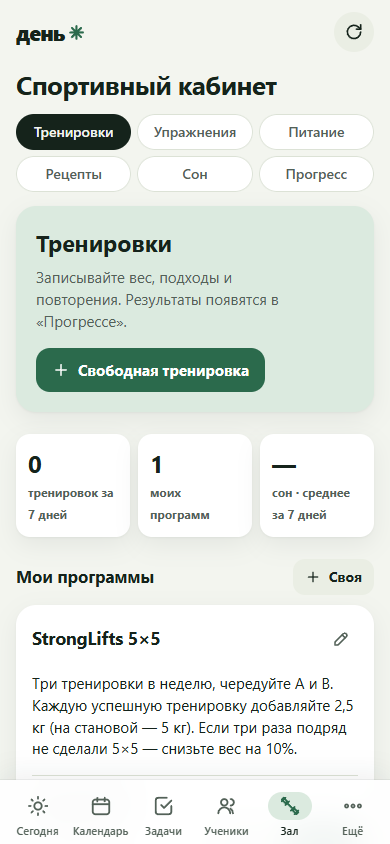 день
Спортивный кабинет
Тренировки
Упражнения
Питание
Рецепты
Сон
Прогресс
Тренировки
Записывайте вес, подходы и
повторения. Результаты появятся в
«Прогрессе».
+ Свободная тренировка
0
тренировок за
7 дней
1
моих
программ
—
сон · среднее
за 7 дней
Мои программы
+ Своя
StrongLifts 5×5
Три тренировки в неделю, чередуйте A и B.
Каждую успешную тренировку добавляйте 2,5
кг (на становой — 5 кг). Если три раза подряд
не сделали 5×5 — снизьте вес на 10%.
Сегодня
Календарь
Задачи
Ученики
Зал
Ещё